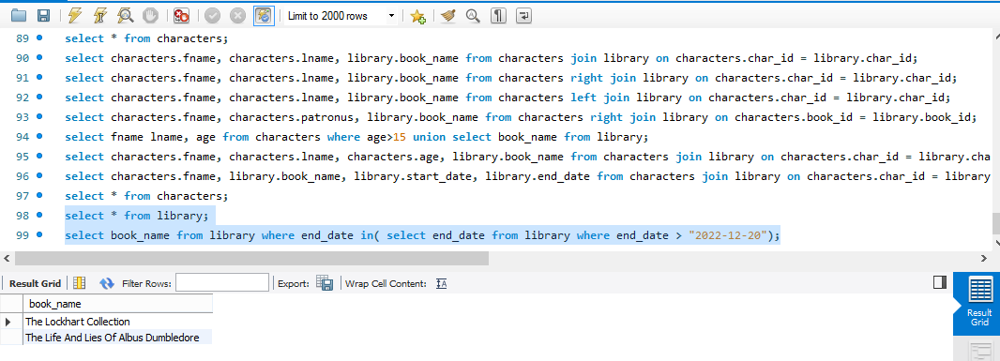 Limit to 2000 rows
89 select * from characters;
90 select characters.fname, characters.lname, library.book_name from characters join library on characters.char_id = library.char_id;
91 select characters.fname, characters.lname, library.book_name from characters right join library on characters.char_id = library.char_id;
92 select characters.fname, characters.lname, library.book_name from characters left join library on characters.char_id = library.char_id;
93 select characters.fname, characters.patronus, library.book_name from characters right join library on characters.book_id = library.book_id;
94 select fname lname, age from characters where age>15 union select book_name from library;
95 select characters.fname, characters.lname, characters.age, library.book_name from characters join library on characters.char_id = library.cha
96 select characters.fname, library.book_name, library.start_date, library.end_date from characters join library on characters.char_id = library
97 select * from characters;
98 select * from library;
99 select book_name from library where end_date in( select end_date from library where end_date > "2022-12-20");
Result Grid Filter Rows: Export: Wrap Cell Content: IA
book_name
The Lockhart Collection
The Life And Lies Of Albus Dumbledore
Result
Grid